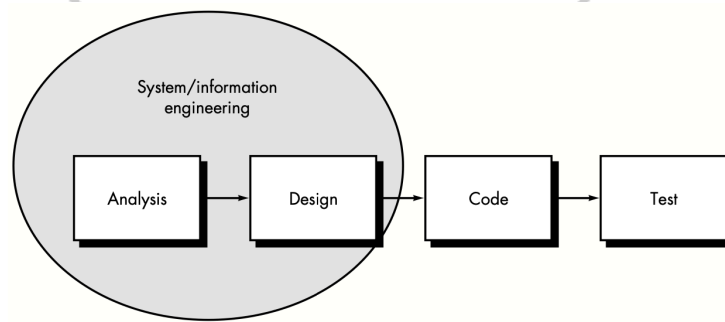 System/information
engineering
Analysis
Design
Code
Test